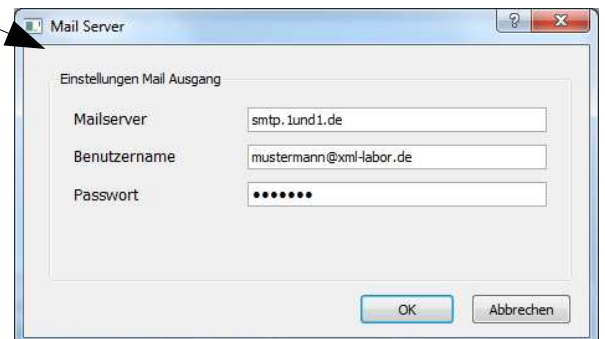 Mail Server
?
Einstellungen Mail Ausgang
Mailserver smtp.1und1.de
Benutzername mustermann@xml-labor.de
Passwort •••••••
OK Abbrechen